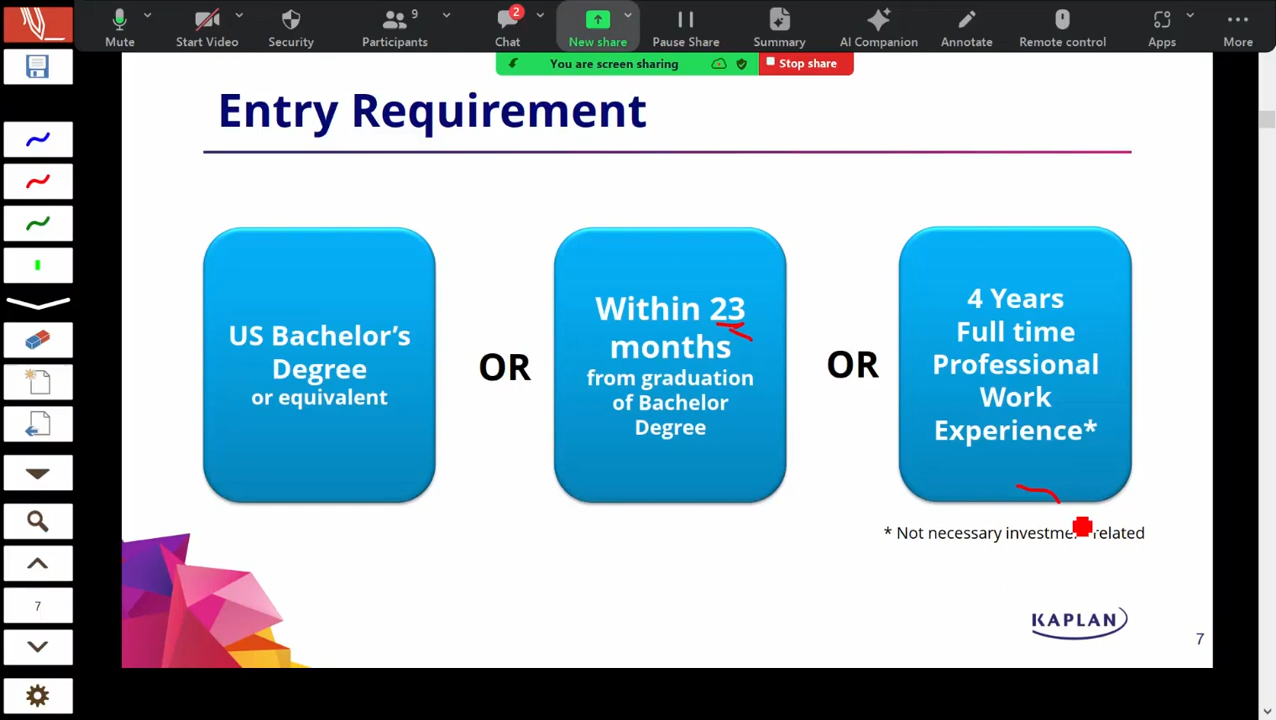 Mute
Start Video
Security
9
Participants
2
Chat
New share
Pause Share
Summary
AI Companion
Annotate
Remote control
Apps
More
You are screen sharing
Stop share
Entry Requirement
US Bachelor's
Degree
or equivalent
OR
Within 23
months
from graduation
of Bachelor
Degree
OR
4 Years
Full time
Professional
Work
Experience*
* Not necessary related
7
KAPLAN
7